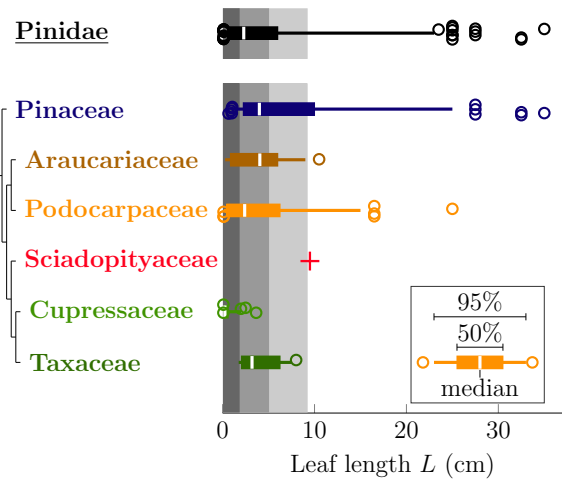 Pinidae
Pinaceae
Araucariaceae
Podocarpaceae
Sciadopityaceae
Cupressaceae
Taxaceae
95%
50%
median
0 10 20 30
Leaf length L (cm)